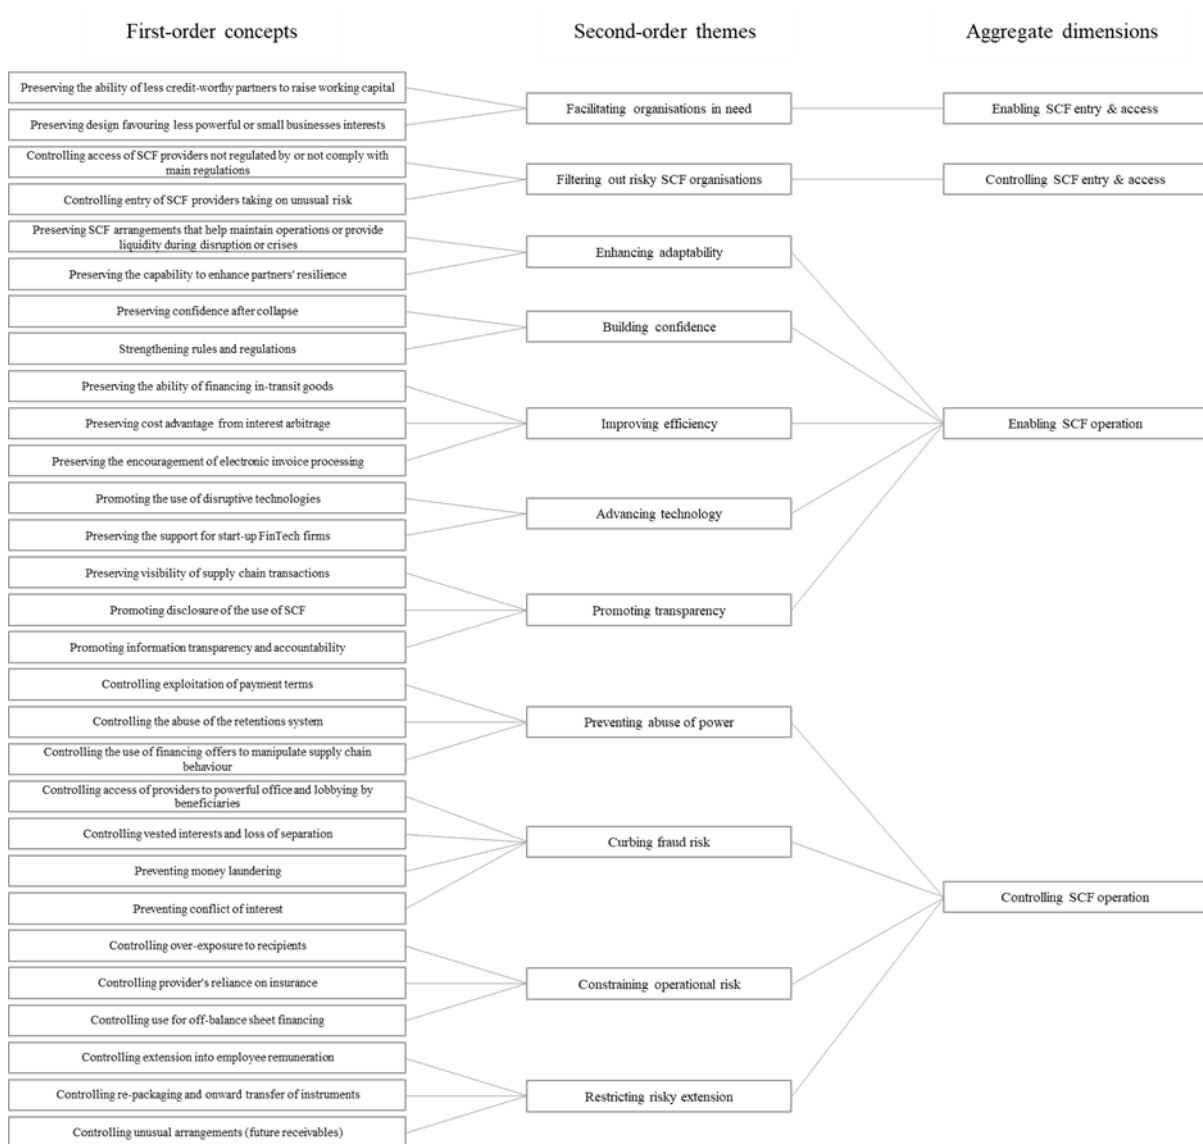 First-order concepts
Second-order themes
Aggregate dimensions
Preserving the ability of less credit-worthy partners to raise working capital
Preserving design favouring less powerful or small businesses interests
Controlling access of SCF providers not regulated by or not comply with
main regulations
Controlling entry of SCF providers taking on unusual risk
Preserving SCF arrangements that help maintain operations or provide
liquidity during disruption or crises
Preserving the capability to enhance partners' resilience
Preserving confidence after collapse
Strengthening rules and regulations
Preserving the ability of financing in-transit goods
Preserving cost advantage from interest arbitrage
Preserving the encouragement of electronic invoice processing
Promoting the use of disruptive technologies
Preserving the support for start-up FinTech firms
Preserving visibility of supply chain transactions
Promoting disclosure of the use of SCF
Promoting information transparency and accountability
Controlling exploitation of payment terms
Controlling the abuse of the retentions system
Controlling the use of financing offers to manipulate supply chain
behaviour
Controlling access of providers to powerful office and lobbying by
beneficiaries
Controlling vested interests and loss of separation
Preventing money laundering
Preventing conflict of interest
Controlling over-exposure to recipients
Controlling provider's reliance on insurance
Controlling use for off-balance sheet financing
Controlling extension into employee remuneration
Controlling re-packaging and onward transfer of instruments
Controlling unusual arrangements (future receivables)
Facilitating organisations in need
Filtering out risky SCF organisations
Enhancing adaptability
Building confidence
Improving efficiency
Advancing technology
Promoting transparency
Preventing abuse of power
Curbing fraud risk
Constraining operational risk
Restricting risky extension
Enabling SCF entry & access
Controlling SCF entry & access
Enabling SCF operation
Controlling SCF operation